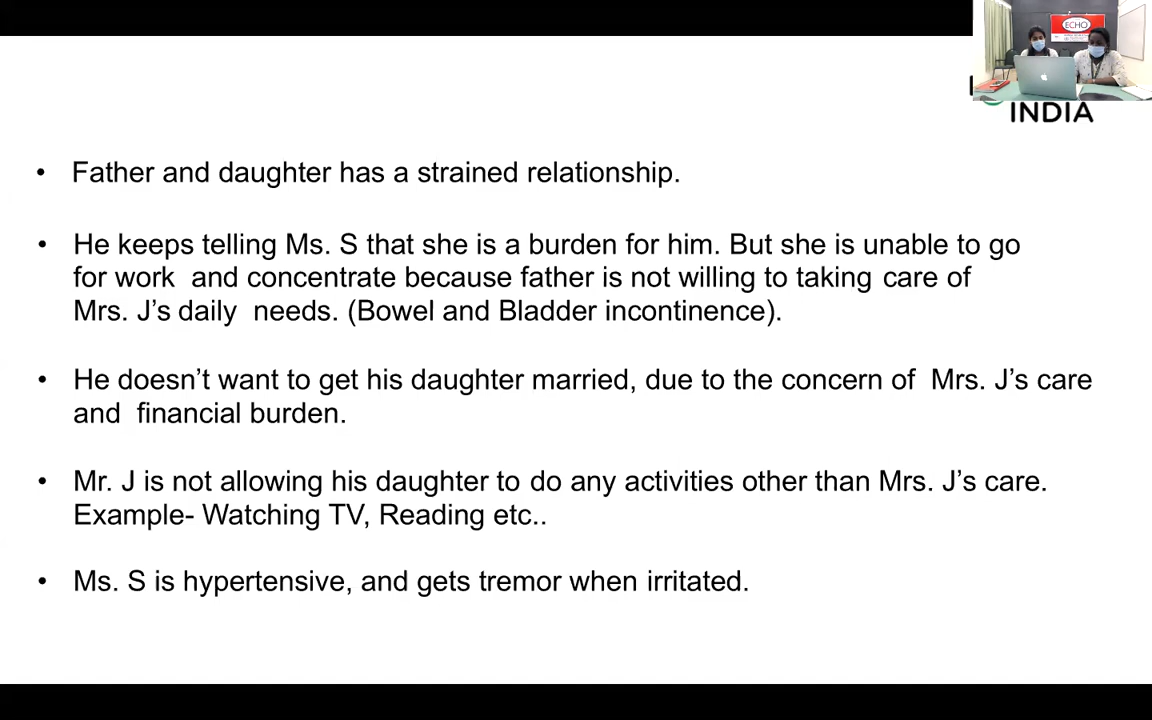 ECHO
INDIA
• Father and daughter has a strained relationship.
• He keeps telling Ms. S that she is a burden for him. But she is unable to go
for work and concentrate because father is not willing to taking care of
Mrs. J’s daily needs. (Bowel and Bladder incontinence).
• He doesn’t want to get his daughter married, due to the concern of Mrs. J’s care
and financial burden.
• Mr. J is not allowing his daughter to do any activities other than Mrs. J’s care.
Example- Watching TV, Reading etc..
• Ms. S is hypertensive, and gets tremor when irritated.